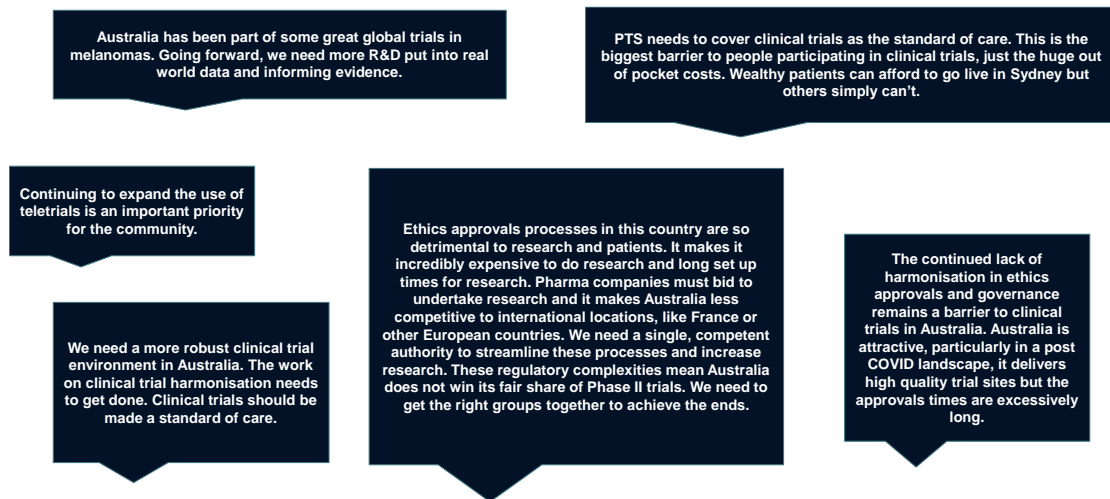 Australia has been part of some great global trials in
melanomas. Going forward, we need more R&D put into real
world data and informing evidence.
PTS needs to cover clinical trials as the standard of care. This is the
biggest barrier to people participating in clinical trials, just the huge out
of pocket costs. Wealthy patients can afford to go live in Sydney but
others simply can’t.
Continuing to expand the use of
teletrials is an important priority
for the community.
Ethics approvals processes in this country are so
detrimental to research and patients. It makes it
incredibly expensive to do research and long set up
times for research. Pharma companies must bid to
undertake research and it makes Australia less
competitive to international locations, like France or
other European countries. We need a single, competent
authority to streamline these processes and increase
research. These regulatory complexities mean Australia
does not win its fair share of Phase II trials. We need to
get the right groups together to achieve the ends.
The continued lack of
harmonisation in ethics
approvals and governance
remains a barrier to clinical
trials in Australia. Australia is
attractive, particularly in a post
COVID landscape, it delivers
high quality trial sites but the
approvals times are excessively
long.
We need a more robust clinical trial
environment in Australia. The work
on clinical trial harmonisation needs
to get done. Clinical trials should be
made a standard of care.